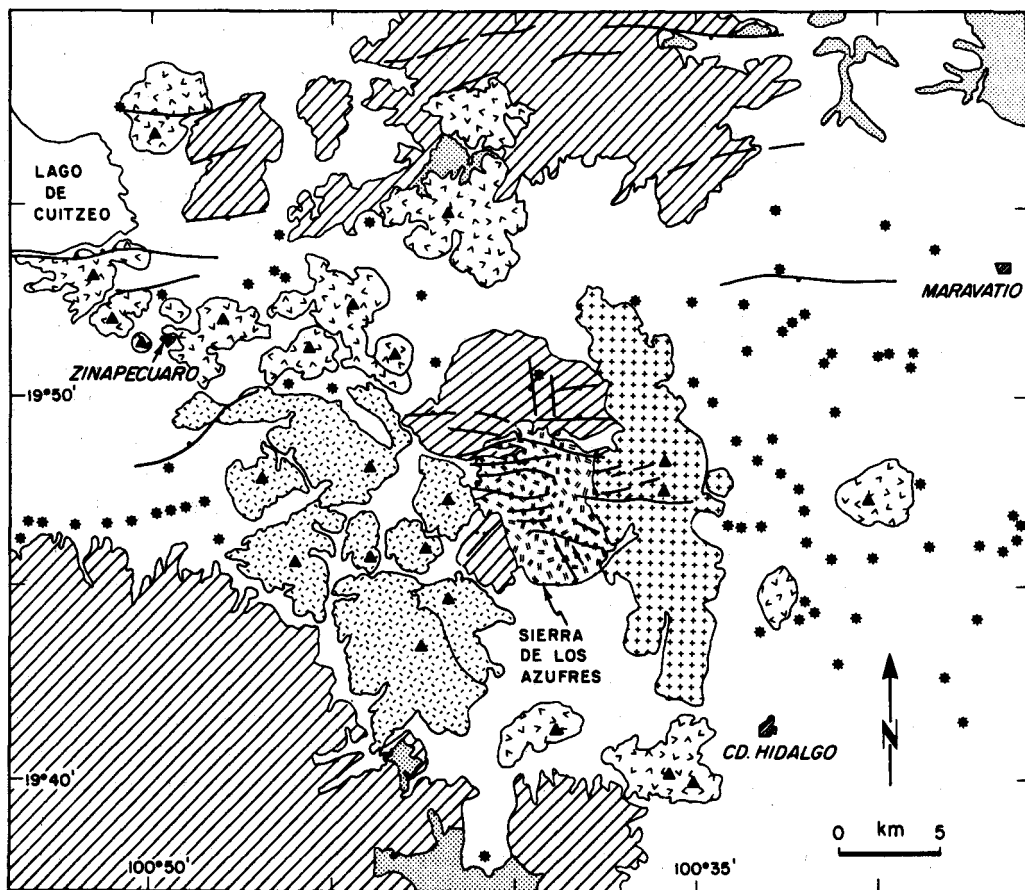 LAGO
DE
CUITZEO
MARAVATIO
ZINAPECUARO
19°50'
SIERRA
DE LOS
AZUFRES
N
CD. HIDALGO
19°40'
0 km 5
100°50'
100°35'